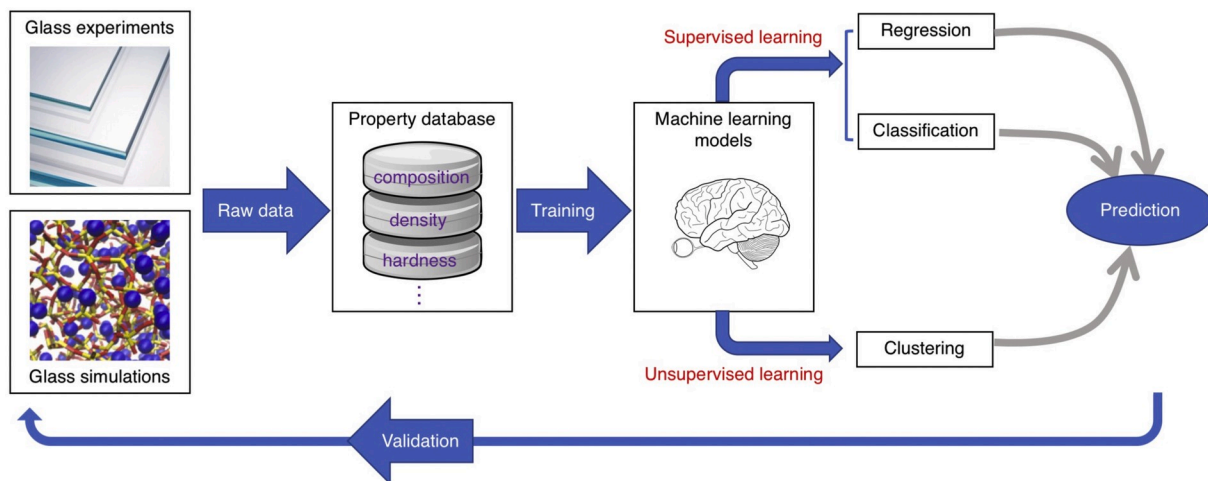 Glass experiments
Glass simulations
Raw data
Property database
composition
density
hardness
Training
Machine learning
models
Supervised learning
Unsupervised learning
Regression
Classification
Clustering
Prediction
Validation